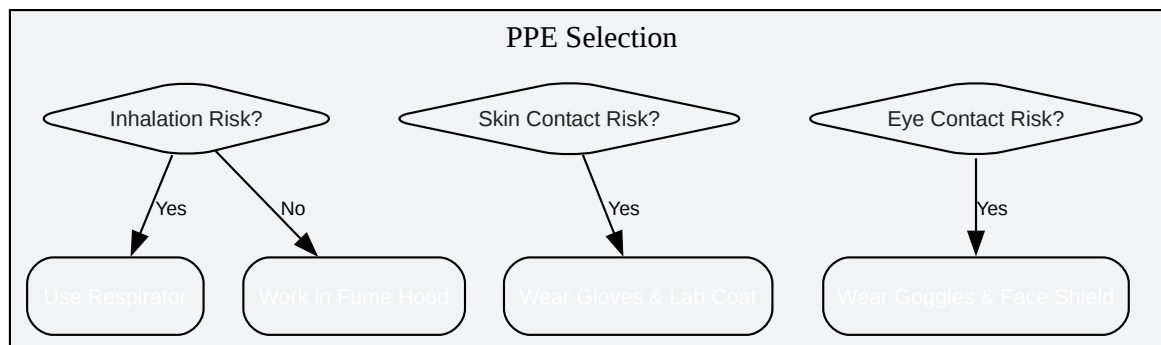 PPE Selection
Inhalation Risk?
Skin Contact Risk?
Eye Contact Risk?
Yes
No
Yes
Yes
Use Respirator
Work in Fume Hood
Wear Gloves & Lab Coat
Wear Goggles & Face Shield